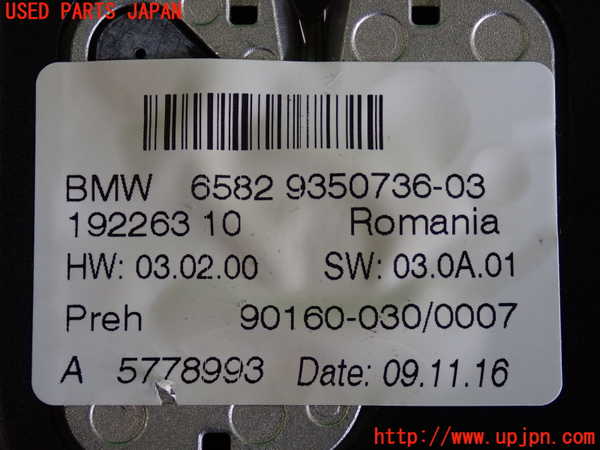 USED PARTS JAPAN
BMW 6582 9350736-03
192263 10 Romania
HW: 03.02.00 SW: 03.0A.01
Preh 90160-030/0007
A 5778993 Date: 09.11.16
http://www.upjpn.com/